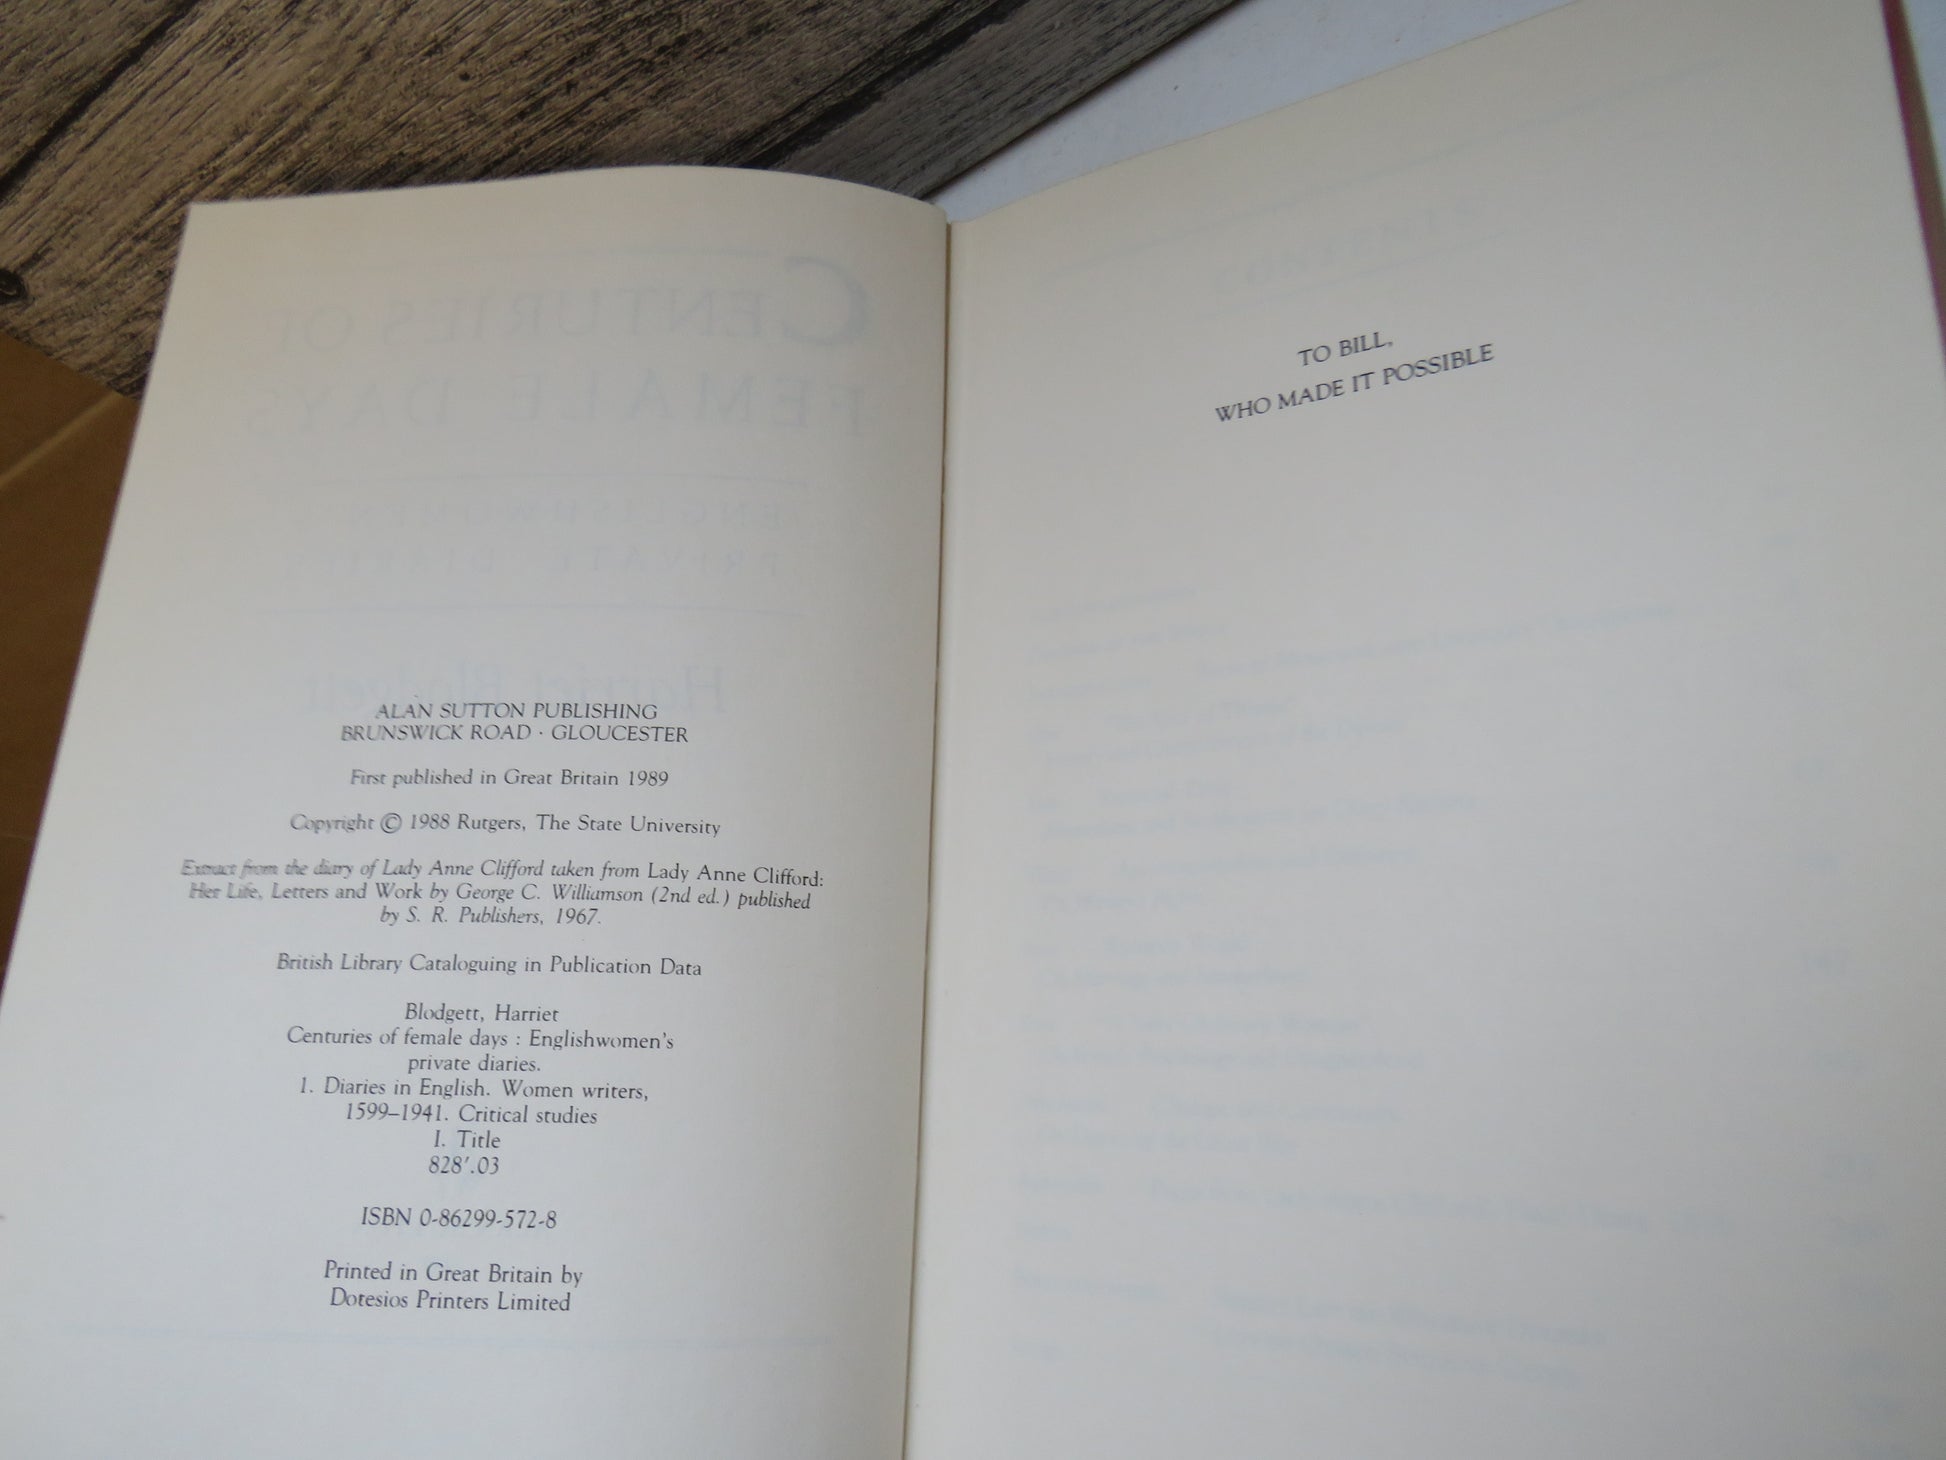 ALAN SUTTON PUBLISHING
BRUNSWICK ROAD · GLOUCESTER
First published in Great Britain 1989
Copyright © 1988 Rutgers, The State University
Extract from the diary of Lady Anne Clifford taken from Lady Anne Clifford:
Her Life, Letters and Work by George C. Williamson (2nd ed.) published
by S. R. Publishers, 1967.
British Library Cataloguing in Publication Data
Blodgett, Harriet
Centuries of female days : Englishwomen's
private diaries.
1. Diaries in English. Women writers,
1599–1941. Critical studies
I. Title
828'.03
ISBN 0-86299-572-8
Printed in Great Britain by
Dotesios Printers Limited
TO BILL,
WHO MADE IT POSSIBLE